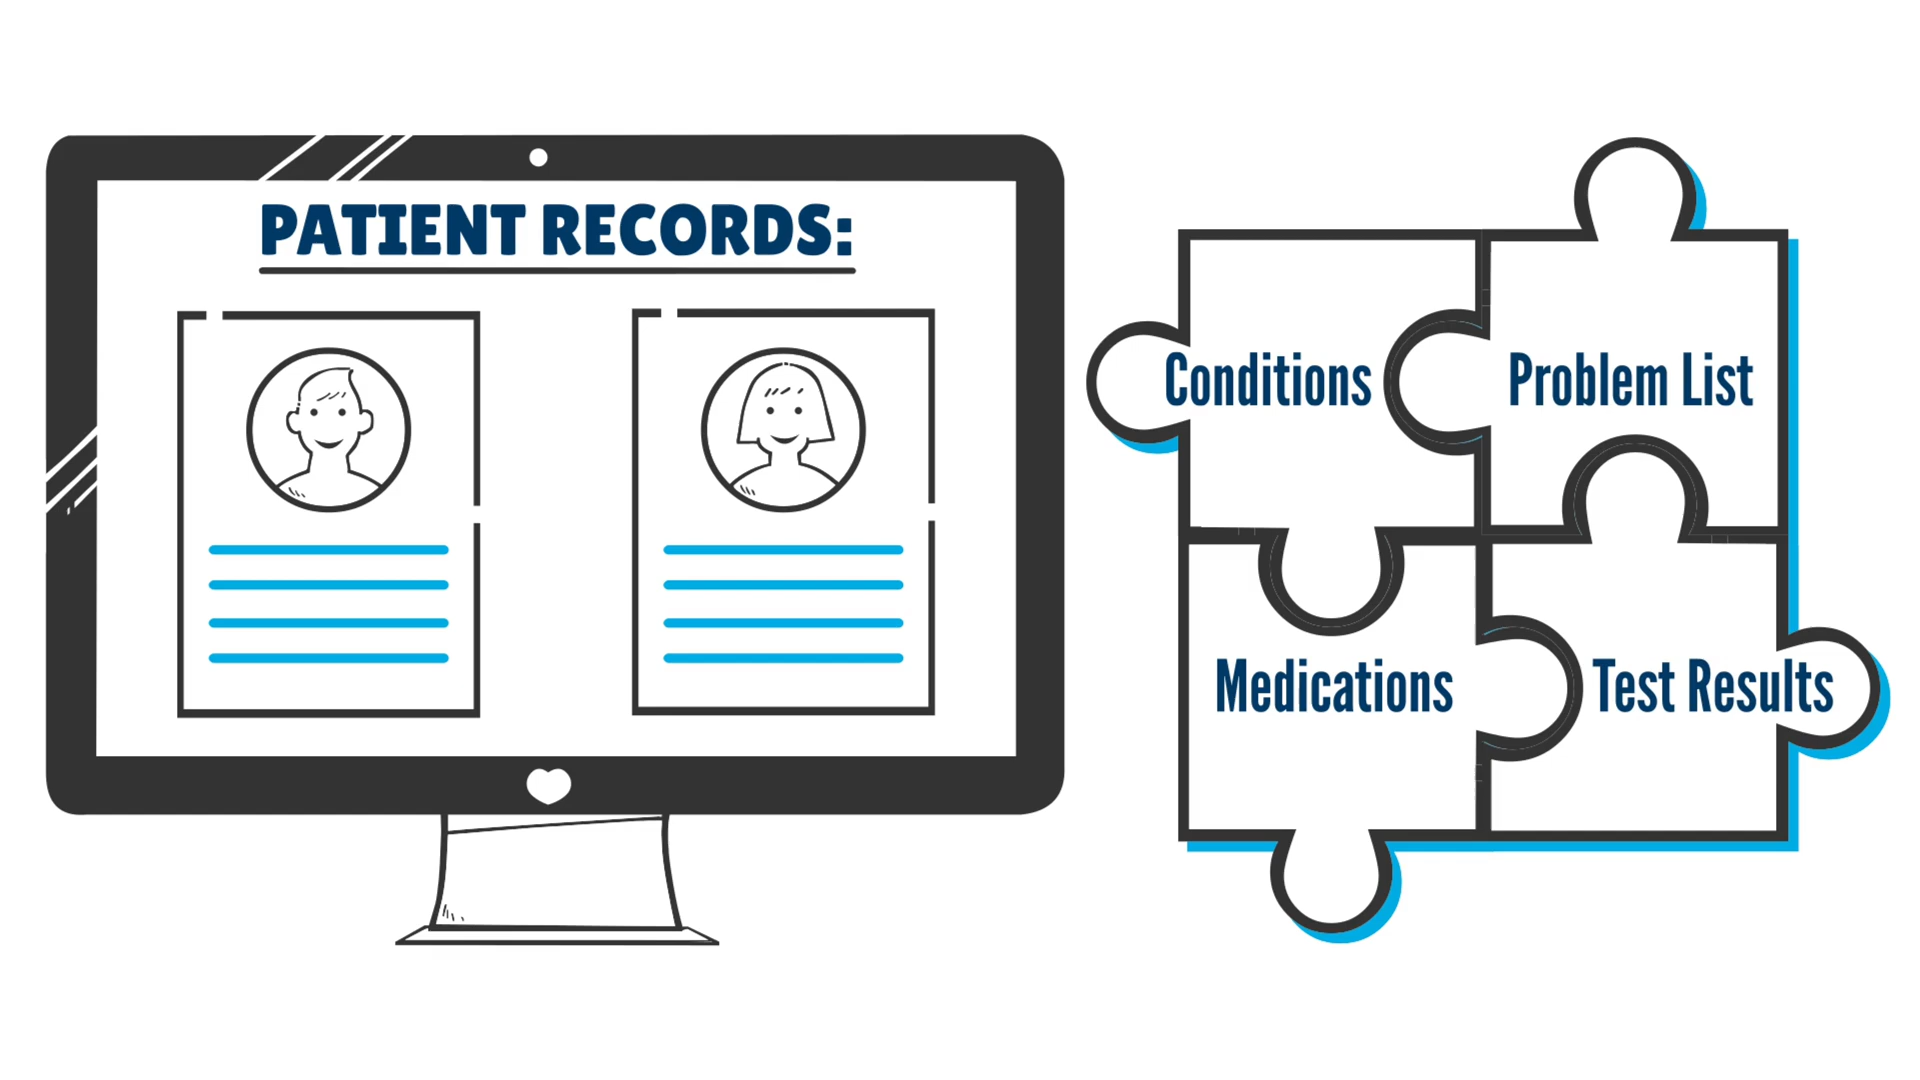 PATIENT RECORDS:
Conditions
Problem List
Medications
Test Results